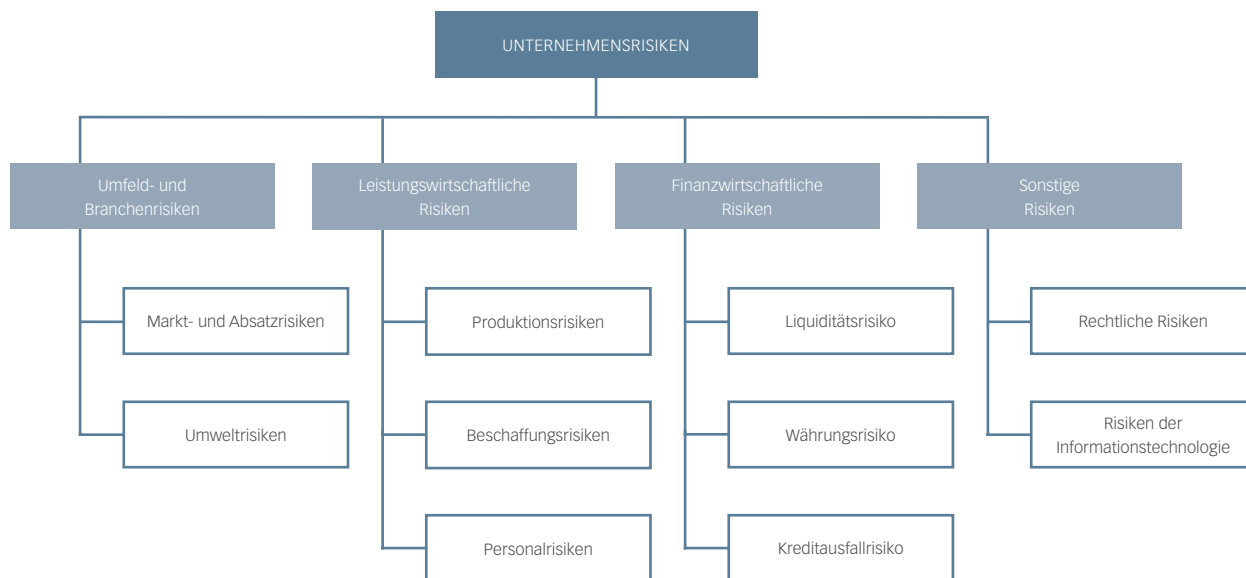 UNTERNEHMENSRISIKEN
Umfeld- und
Branchenrisiken
Leistungswirtschaftliche
Risiken
Finanzwirtschaftliche
Risiken
Sonstige
Risiken
Markt- und Absatzrisiken
Produktionsrisiken
Liquiditätsrisiko
Rechtliche Risiken
Umweltrisiken
Beschaffungsrisiken
Währungsrisiko
Risiken der
Informationstechnologie
Personalrisiken
Kreditausfallrisiko